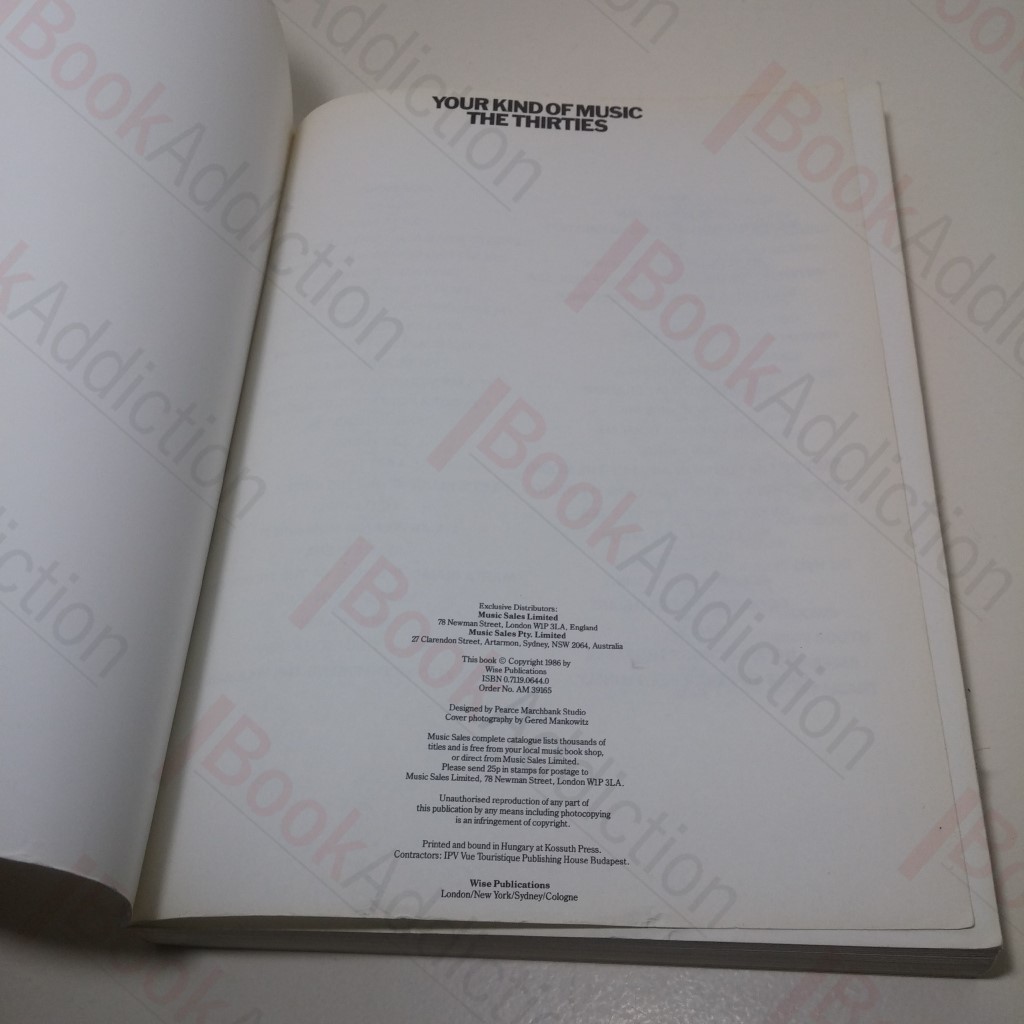 YOUR KIND OF MUSIC
THE THIRTIES
Exclusive Distributors:
Music Sales Limited
78 Newman Street, London W1P 3LA, England
Music Sales Pty. Limited
27 Clarendon Street, Artarmon, Sydney, NSW 2064, Australia
This book © Copyright 1986 by
Wise Publications
ISBN 0.7119.0644.0
Order No. AM 39165
Designed by Pearce Marchbank Studio
Cover photography by Gered Mankowitz
Music Sales complete catalogue lists thousands of
titles and is free from your local music book shop,
or direct from Music Sales Limited.
Please send 25p in stamps for postage to
Music Sales Limited, 78 Newman Street, London W1P 3LA.
Unauthorised reproduction of any part of
this publication by any means including photocopying
is an infringement of copyright.
Printed and bound in Hungary at Kossuth Press.
Contractors: IPV Vue Touristique Publishing House Budapest.
Wise Publications
London/New York/Sydney/Cologne
BookAddiction
BookAddiction
BookAddiction
BookAddiction
BookAddiction
BookAddiction